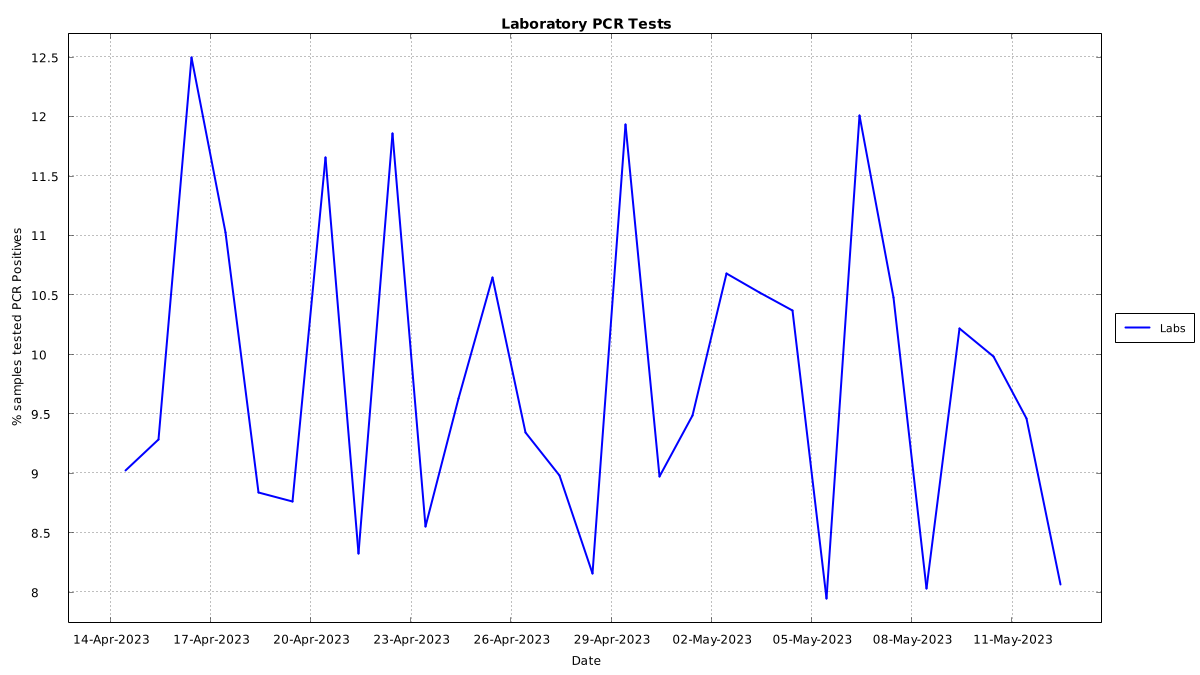 Laboratory PCR Tests
% samples tested PCR Positives
12.5
12
11.5
11
10.5
10
9.5
9
8.5
8
14-Apr-2023 17-Apr-2023 20-Apr-2023 23-Apr-2023 26-Apr-2023 29-Apr-2023 02-May-2023 05-May-2023 08-May-2023 11-May-2023
Date
Labs